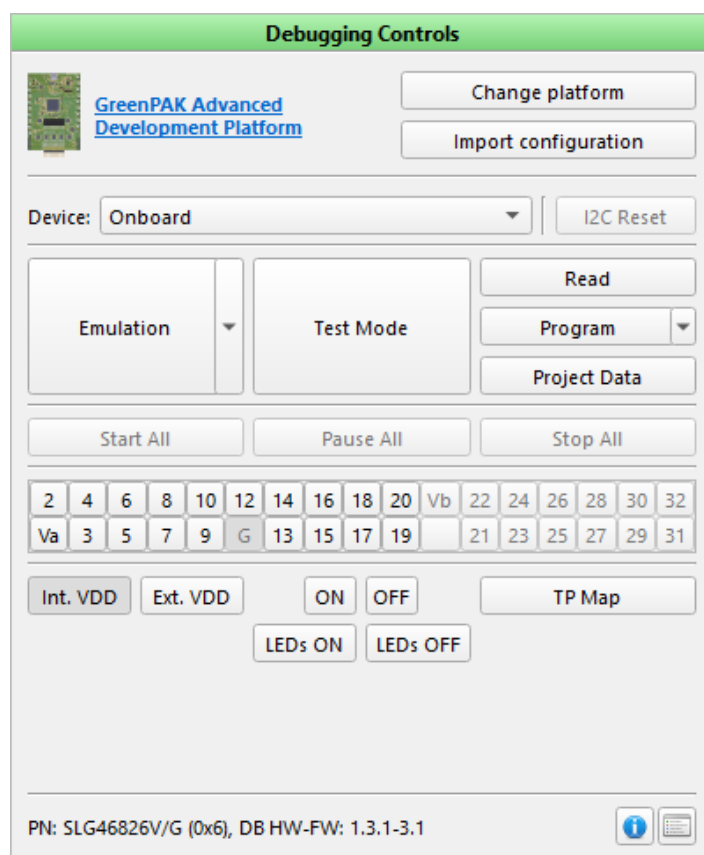 Debugging Controls
GreenPAK Advanced
Development Platform
Change platform
Import configuration
Device: Onboard I2C Reset
Emulation
Test Mode
Read
Program
Project Data
Start All Pause All Stop All
2 4 6 8 10 12 14 16 18 20 Vb 22 24 26 28 30 32
Va 3 5 7 9 G 13 15 17 19 21 23 25 27 29 31
Int. VDD Ext. VDD ON OFF TP Map
LEDs ON LEDs OFF
PN: SLG46826V/G (0x6), DB HW-FW: 1.3.1-3.1